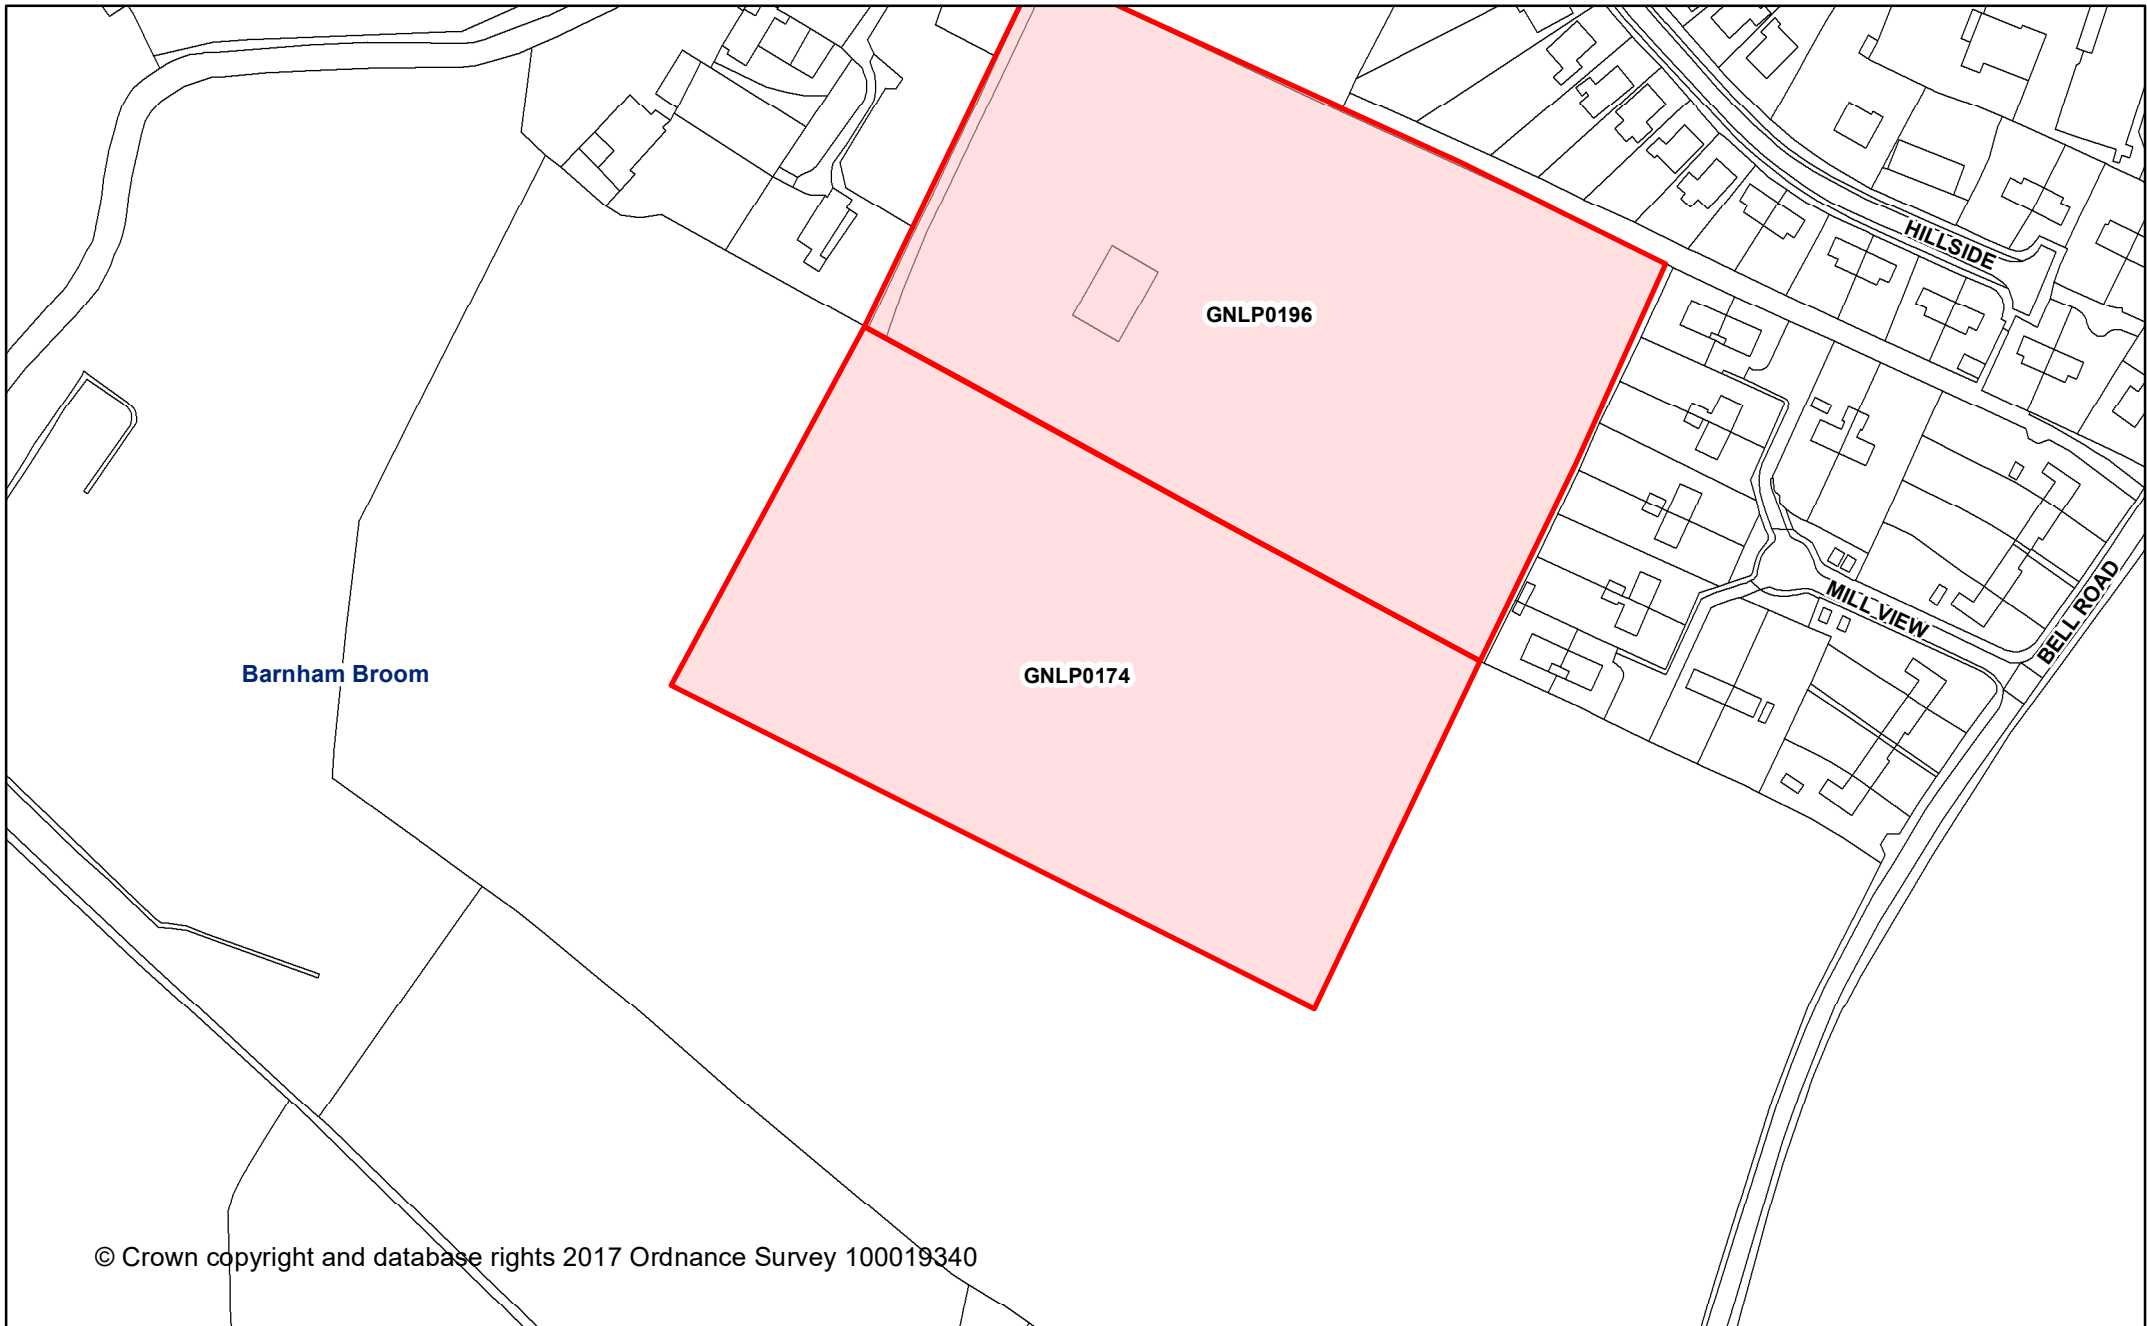 HILLSIDE
GNLP0196
MILL VIEW
BELL ROAD
Barnham Broom
GNLP0174
© Crown copyright and database rights 2017 Ordnance Survey 100019340